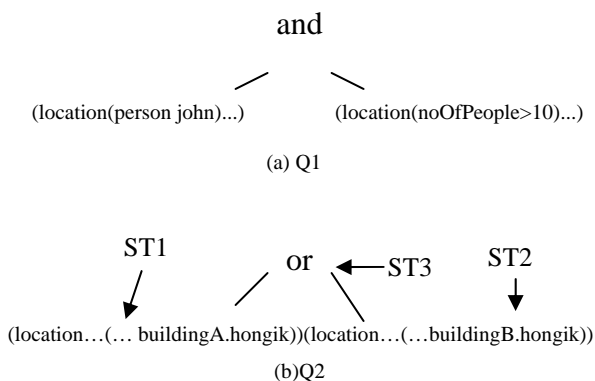 and
(location(person john)...) (location(noOfPeople>10)...)
(a) Q1
ST1 or ST3 ST2
(location…(… buildingA.hongik))(location…(…buildingB.hongik))
(b)Q2